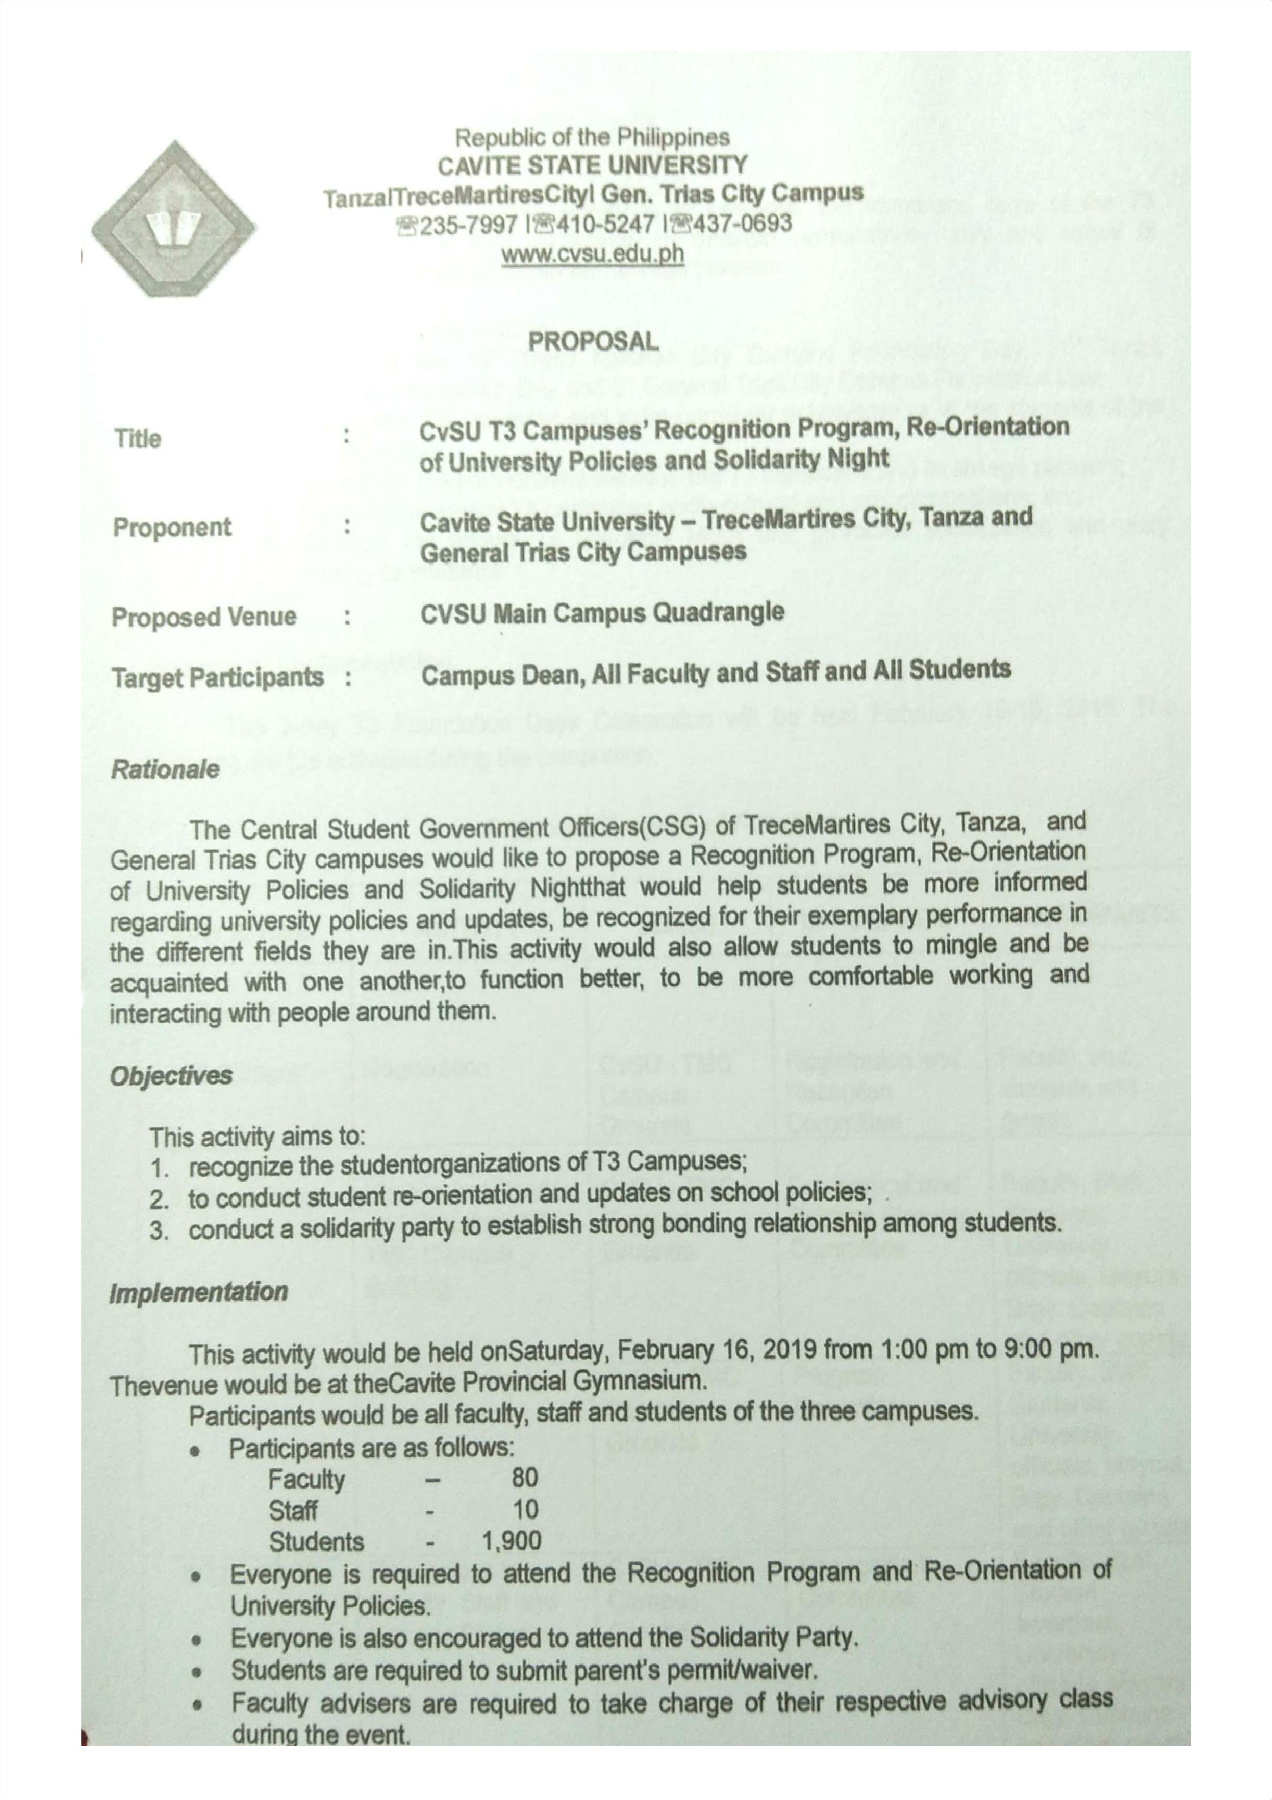 Republic of the Philippines
CAVITE STATE UNIVERSITY
TanzalTreceMartiresCityl Gen. Trias City Campus
☏235-7997 l☏410-5247 l☏437-0693
www.cvsu.edu.ph
PROPOSAL
Title : CvSU T3 Campuses' Recognition Program, Re-Orientation
of University Policies and Solidarity Night
Proponent : Cavite State University – TreceMartires City, Tanza and
General Trias City Campuses
Proposed Venue : CVSU Main Campus Quadrangle
Target Participants : Campus Dean, All Faculty and Staff and All Students
Rationale
The Central Student Government Officers(CSG) of TreceMartires City, Tanza, and
General Trias City campuses would like to propose a Recognition Program, Re-Orientation
of University Policies and Solidarity Nightthat would help students be more informed
regarding university policies and updates, be recognized for their exemplary performance in
the different fields they are in.This activity would also allow students to mingle and be
acquainted with one another,to function better, to be more comfortable working and
interacting with people around them.
Objectives
This activity aims to:
1. recognize the studentorganizations of T3 Campuses;
2. to conduct student re-orientation and updates on school policies;
3. conduct a solidarity party to establish strong bonding relationship among students.
Implementation
This activity would be held onSaturday, February 16, 2019 from 1:00 pm to 9:00 pm.
Thevenue would be at theCavite Provincial Gymnasium.
Participants would be all faculty, staff and students of the three campuses.
• Participants are as follows:
Faculty – 80
Staff - 10
Students - 1,900
• Everyone is required to attend the Recognition Program and Re-Orientation of
University Policies.
• Everyone is also encouraged to attend the Solidarity Party.
• Students are required to submit parent's permit/waiver.
• Faculty advisers are required to take charge of their respective advisory class
during the event.